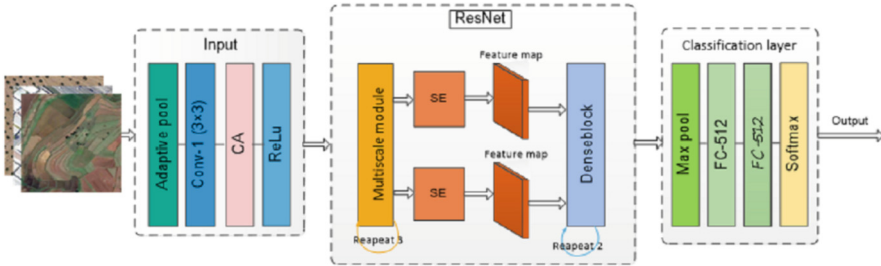 Input
Adaptive pool
Conv-1 (3×3)
CA
ReLu
ResNet
Multiscale module
Reapeat 3
SE
Feature map
SE
Feature map
Denseblock
Reapeat 2
Classification layer
Max pool
FC-512
FC-512
Softmax
Output